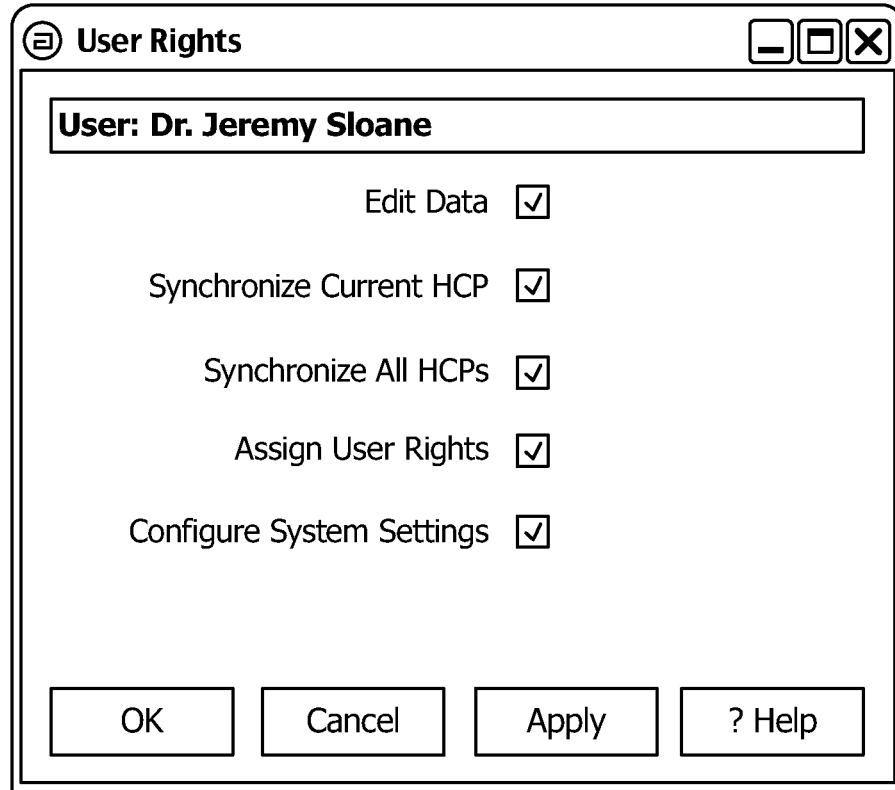 User Rights
User: Dr. Jeremy Sloane
Edit Data
Synchronize Current HCP
Synchronize All HCPs
Assign User Rights
Configure System Settings
OK Cancel Apply ? Help